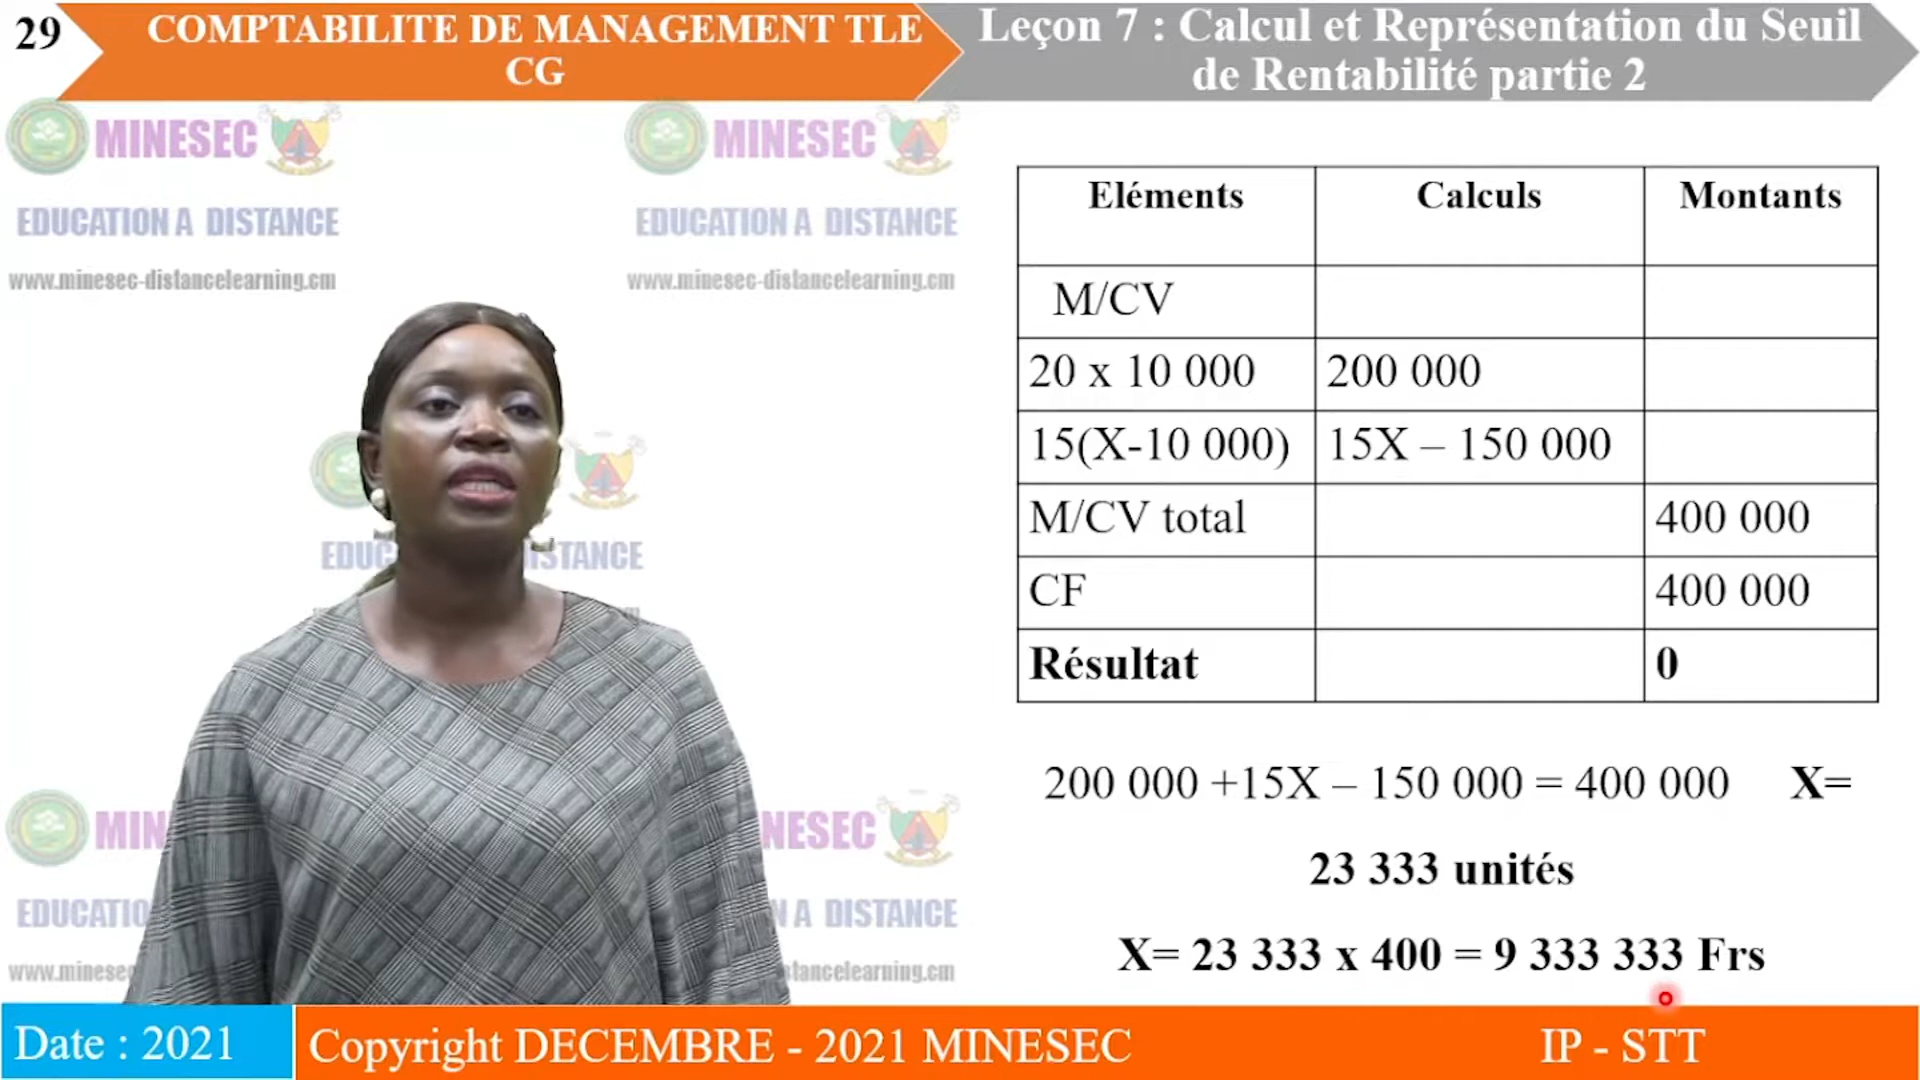 29
COMPTABILITE DE MANAGEMENT TLE
CG
Leçon 7 : Calcul et Représentation du Seuil
de Rentabilité partie 2
MINESEC
EDUCATION A DISTANCE
www.minesec-distancelearning.cm
MINESEC
EDUCATION A DISTANCE
www.minesec-distancelearning.cm
Eléments Calculs Montants
M/CV
20 x 10 000 200 000
15(X-10 000) 15X – 150 000
M/CV total 400 000
CF 400 000
Résultat 0
200 000 +15X – 150 000 = 400 000 X=
23 333 unités
X= 23 333 x 400 = 9 333 333 Frs
Date : 2021
Copyright DECEMBRE - 2021 MINESEC
IP - STT